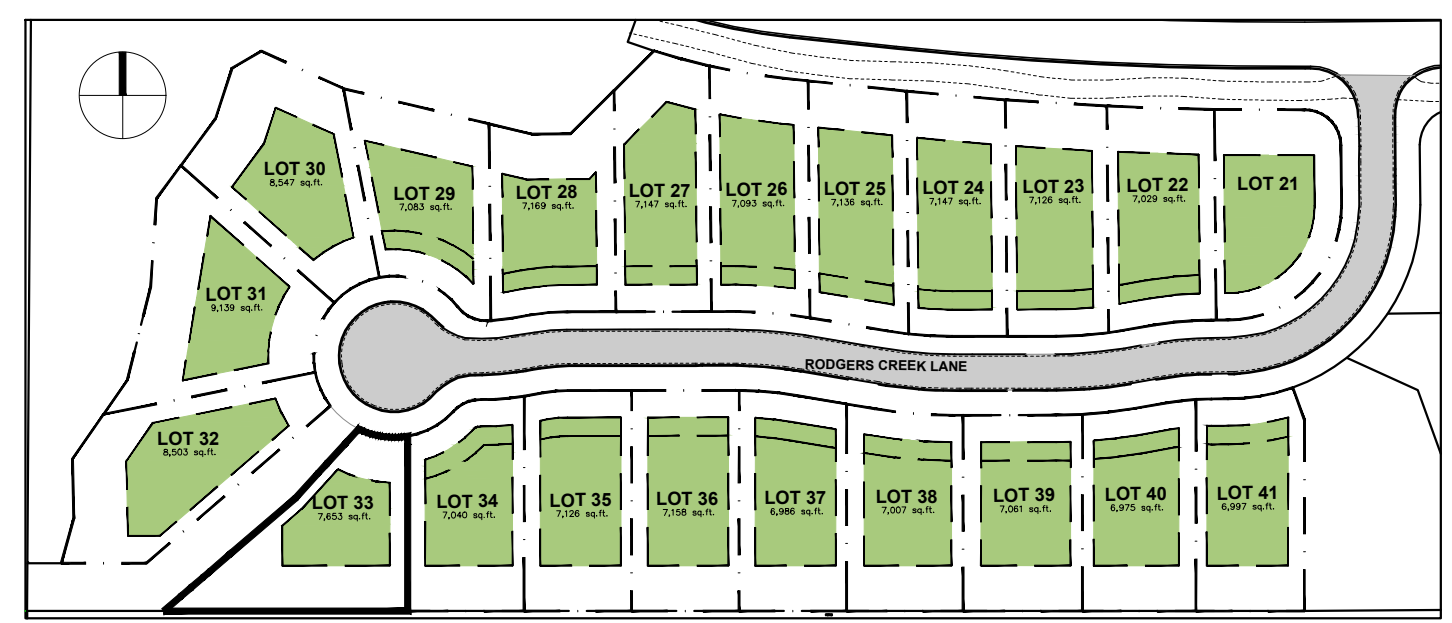 LOT 30
8,547 sq.ft.
LOT 29
7,083 sq.ft.
LOT 28
7,169 sq.ft.
LOT 27
7,147 sq.ft.
LOT 26
7,093 sq.ft.
LOT 25
7,136 sq.ft.
LOT 24
7,147 sq.ft.
LOT 23
7,126 sq.ft.
LOT 22
7,029 sq.ft.
LOT 21
LOT 31
9,139 sq.ft.
RODGERS CREEK LANE
LOT 32
8,503 sq.ft.
LOT 33
7,653 sq.ft.
LOT 34
7,040 sq.ft.
LOT 35
7,126 sq.ft.
LOT 36
7,158 sq.ft.
LOT 37
6,986 sq.ft.
LOT 38
7,007 sq.ft.
LOT 39
7,061 sq.ft.
LOT 40
6,975 sq.ft.
LOT 41
6,997 sq.ft.